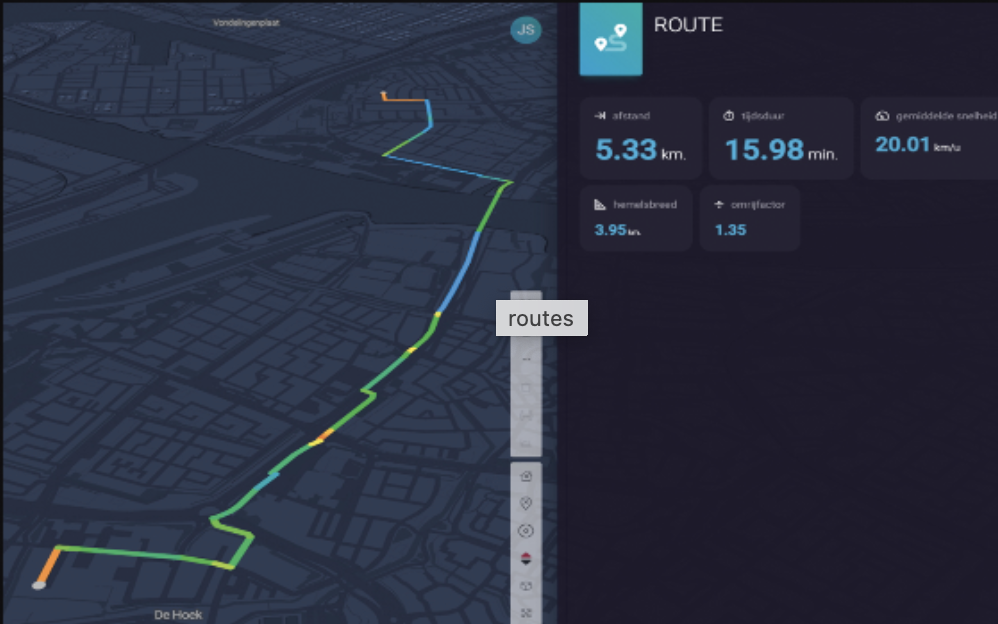 Vondelingenplaat
JS
ROUTE
afstand
5.33 km.
tijdsduur
15.98 min.
gemiddelde snelheid
20.01 km/u
hemelsbreed
3.95 km.
omrijfactor
1.35
routes
De Hoek